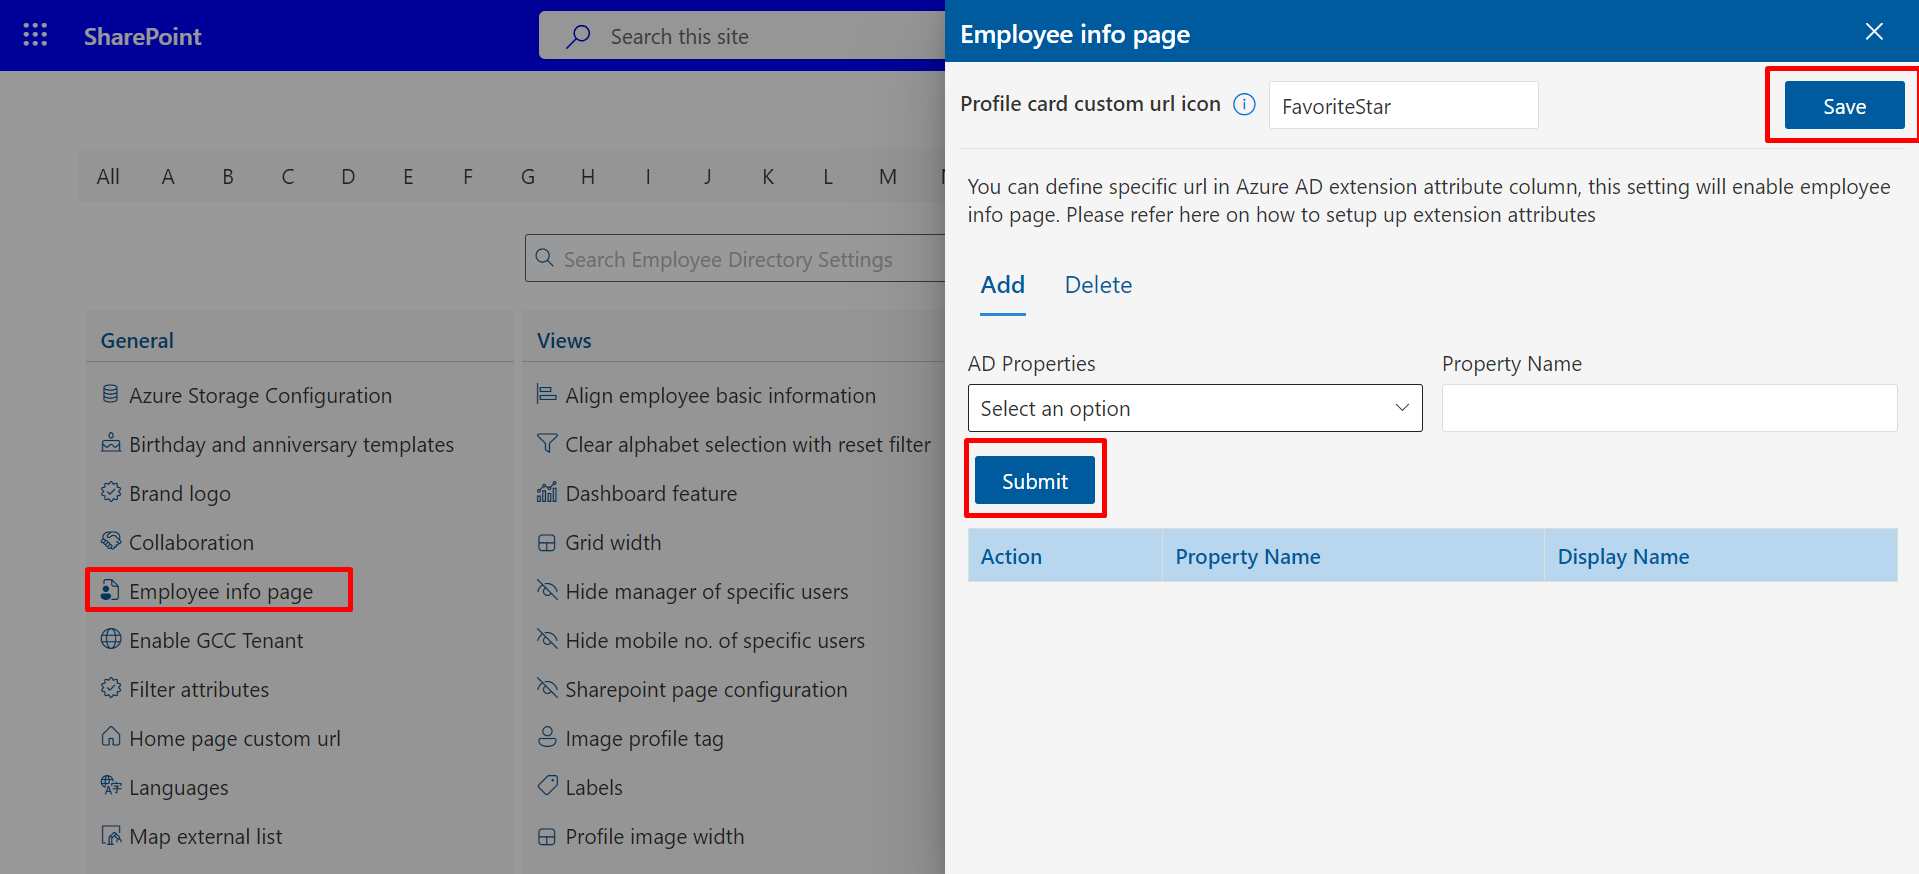 SharePoint
Search this site
All A B C D E F G H I J K L M
Search Employee Directory Settings
General
Azure Storage Configuration
Birthday and anniversary templates
Brand logo
Collaboration
Employee info page
Enable GCC Tenant
Filter attributes
Home page custom url
Languages
Map external list
Views
Align employee basic information
Clear alphabet selection with reset filter
Dashboard feature
Grid width
Hide manager of specific users
Hide mobile no. of specific users
Sharepoint page configuration
Image profile tag
Labels
Profile image width
Employee info page
Profile card custom url icon FavoriteStar Save
You can define specific url in Azure AD extension attribute column, this setting will enable employee
info page. Please refer here on how to setup up extension attributes
Add Delete
AD Properties Property Name
Select an option
Submit
Action Property Name Display Name